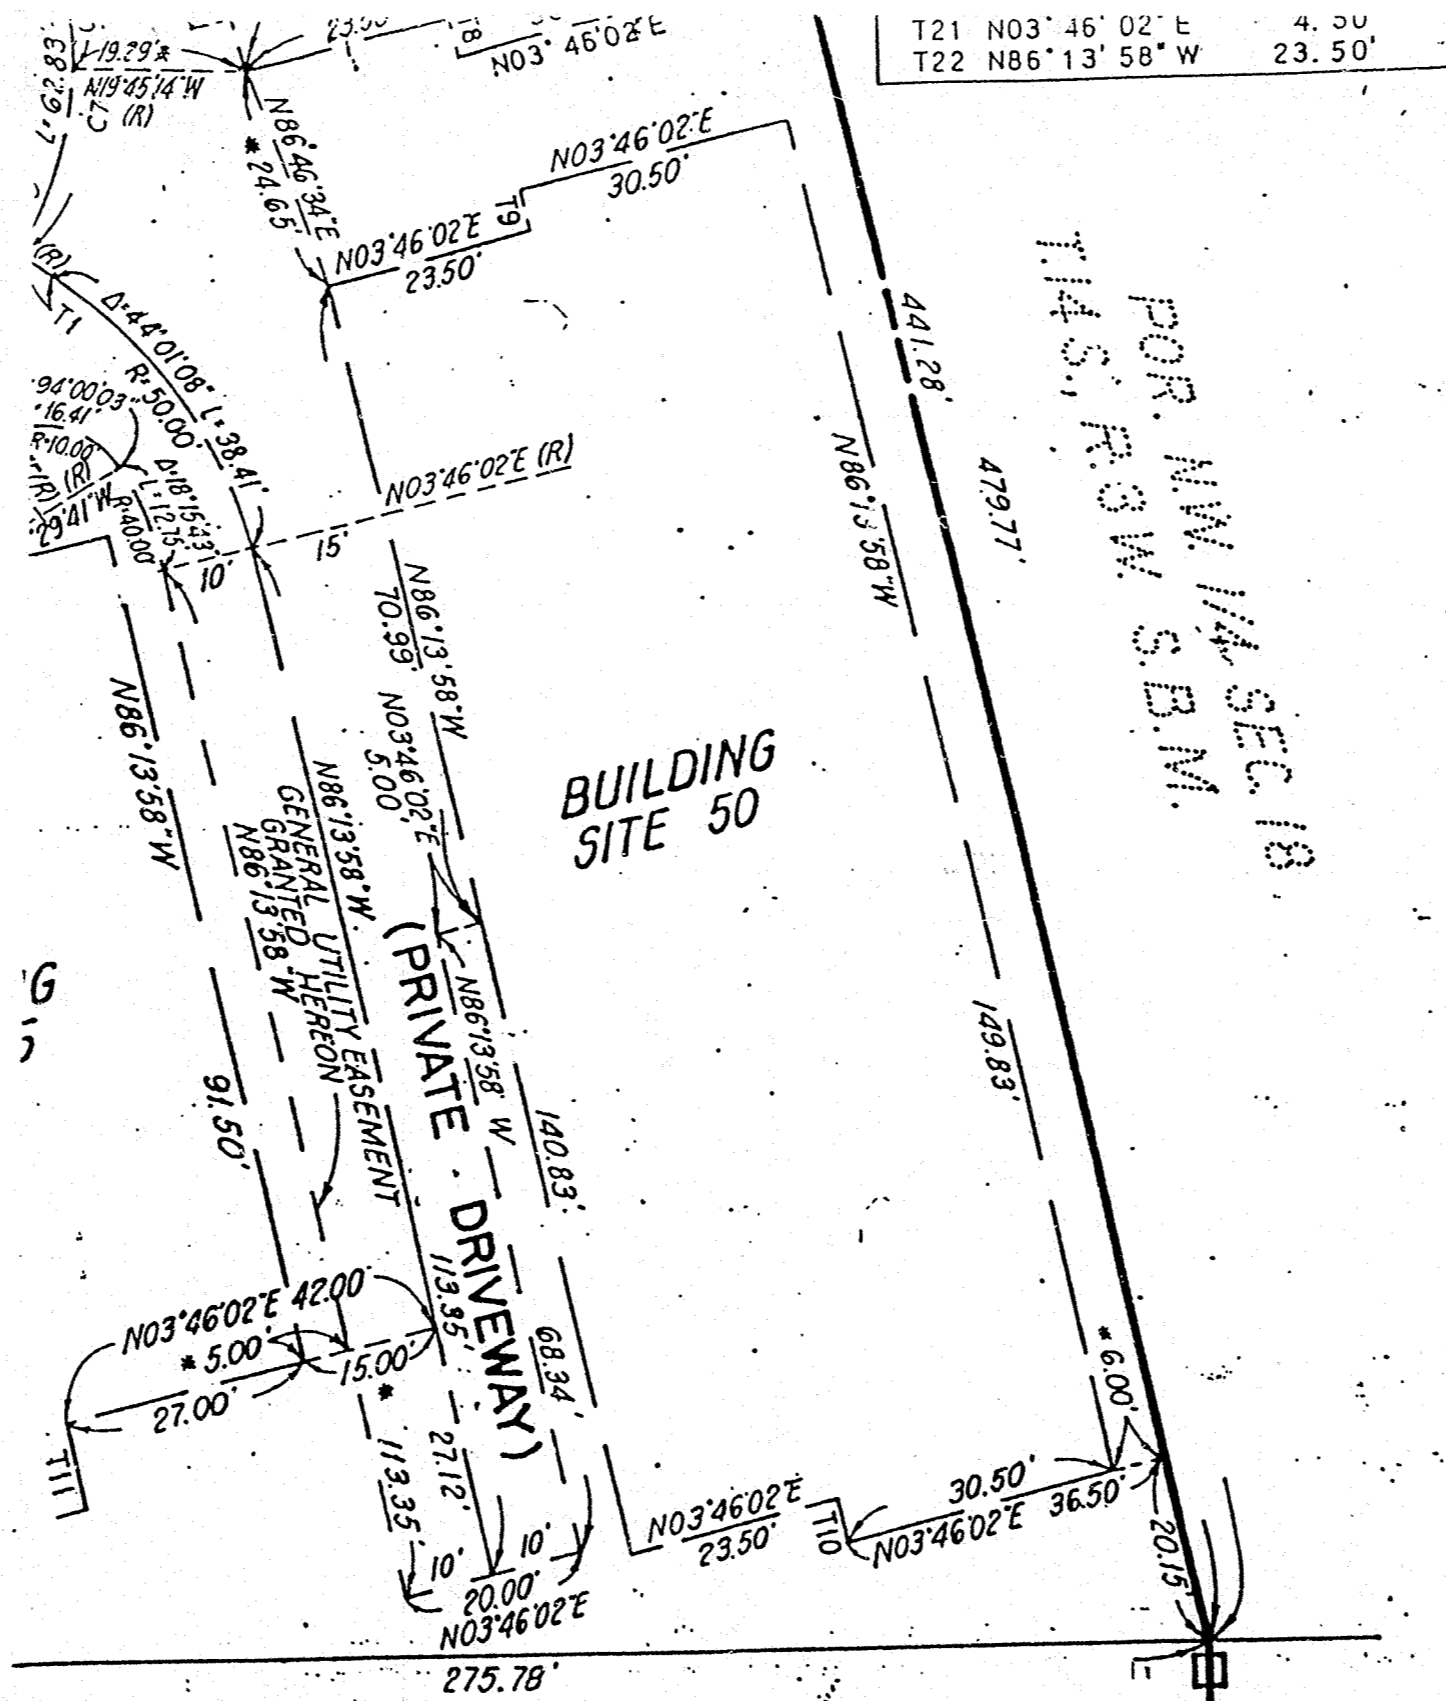 T21 N03°46'02"E 4.50
T22 N86°13'58"W 23.50'
L=62.83
C7
19.29'*
N19°45'14"W
(R)
N03°46'02"E
N86°46'34"E
* 24.65'
N03°46'02"E
30.50'
T9
N03°46'02"E
23.50'
(R)
T1
Δ=44°01'08" L=38.41'
R=50.00'
94°00'03"
16.41'
R=10.00'
(R)
(R)
29'41"W
Δ=18°15'43"
L=12.75'
R=40.00'
10'
15'
N03°46'02"E (R)
441.28'
479.77'
POR. N.W. 1/4 SEC. 18
T.14S., R.3W. S.B.M.
N86°13'58"W
149.83'
N86°13'58"W
70.99'
N03°46'02"E
5.00'
BUILDING
SITE 50
N86°13'58"W
91.50'
N86°13'58"W
GENERAL UTILITY EASEMENT
GRANTED HEREON
N86°13'58"W
(PRIVATE DRIVEWAY)
N86°13'58"W
140.83'
113.35'
68.34'
N03°46'02"E 42.00'
* 5.00'
15.00'
*
27.00'
T11
113.35'
27.12'
10'
10'
20.00'
N03°46'02"E
N03°46'02"E
23.50'
T10
30.50'
N03°46'02"E 36.50'
* 6.00'
20.15'
275.78'